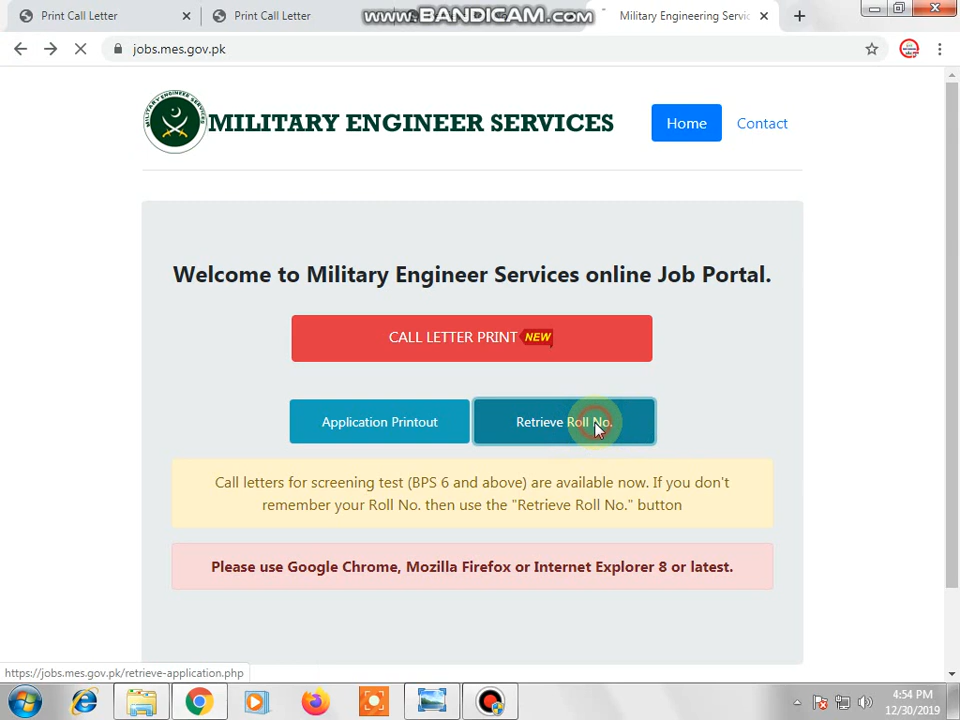 Print Call Letter
Print Call Letter
WWW.BANDICAM.COM
Military Engineering Servic
jobs.mes.gov.pk
MILITARY ENGINEER SERVICES
Home
Contact
Welcome to Military Engineer Services online Job Portal.
CALL LETTER PRINT NEW
Application Printout
Retrieve Roll No.
Call letters for screening test (BPS 6 and above) are available now. If you don't
remember your Roll No. then use the "Retrieve Roll No." button
Please use Google Chrome, Mozilla Firefox or Internet Explorer 8 or latest.
https://jobs.mes.gov.pk/retrieve-application.php
4:54 PM
12/30/2019